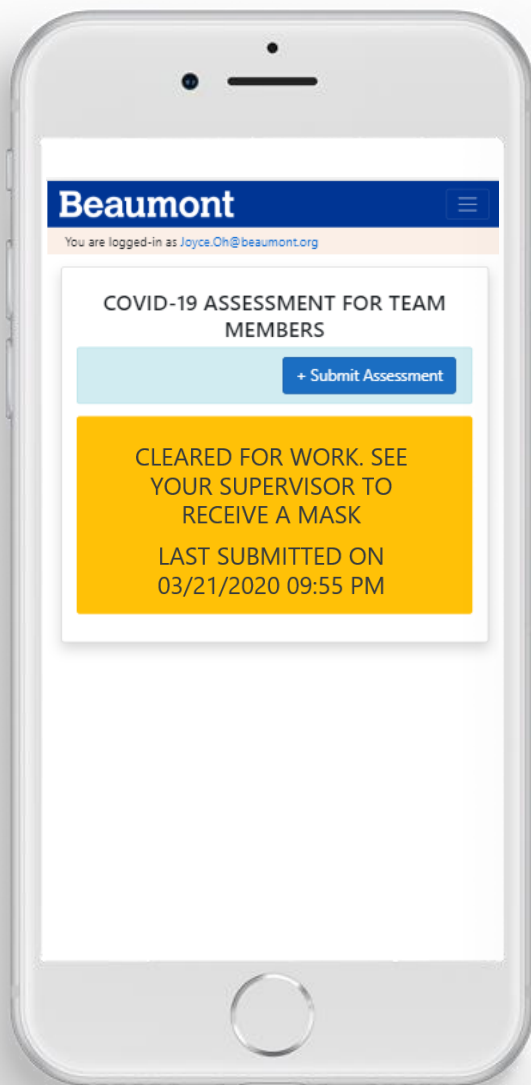 Beaumont
You are logged-in as Joyce.Oh@beaumont.org
COVID-19 ASSESSMENT FOR TEAM
MEMBERS
+ Submit Assessment
CLEARED FOR WORK. SEE
YOUR SUPERVISOR TO
RECEIVE A MASK
LAST SUBMITTED ON
03/21/2020 09:55 PM